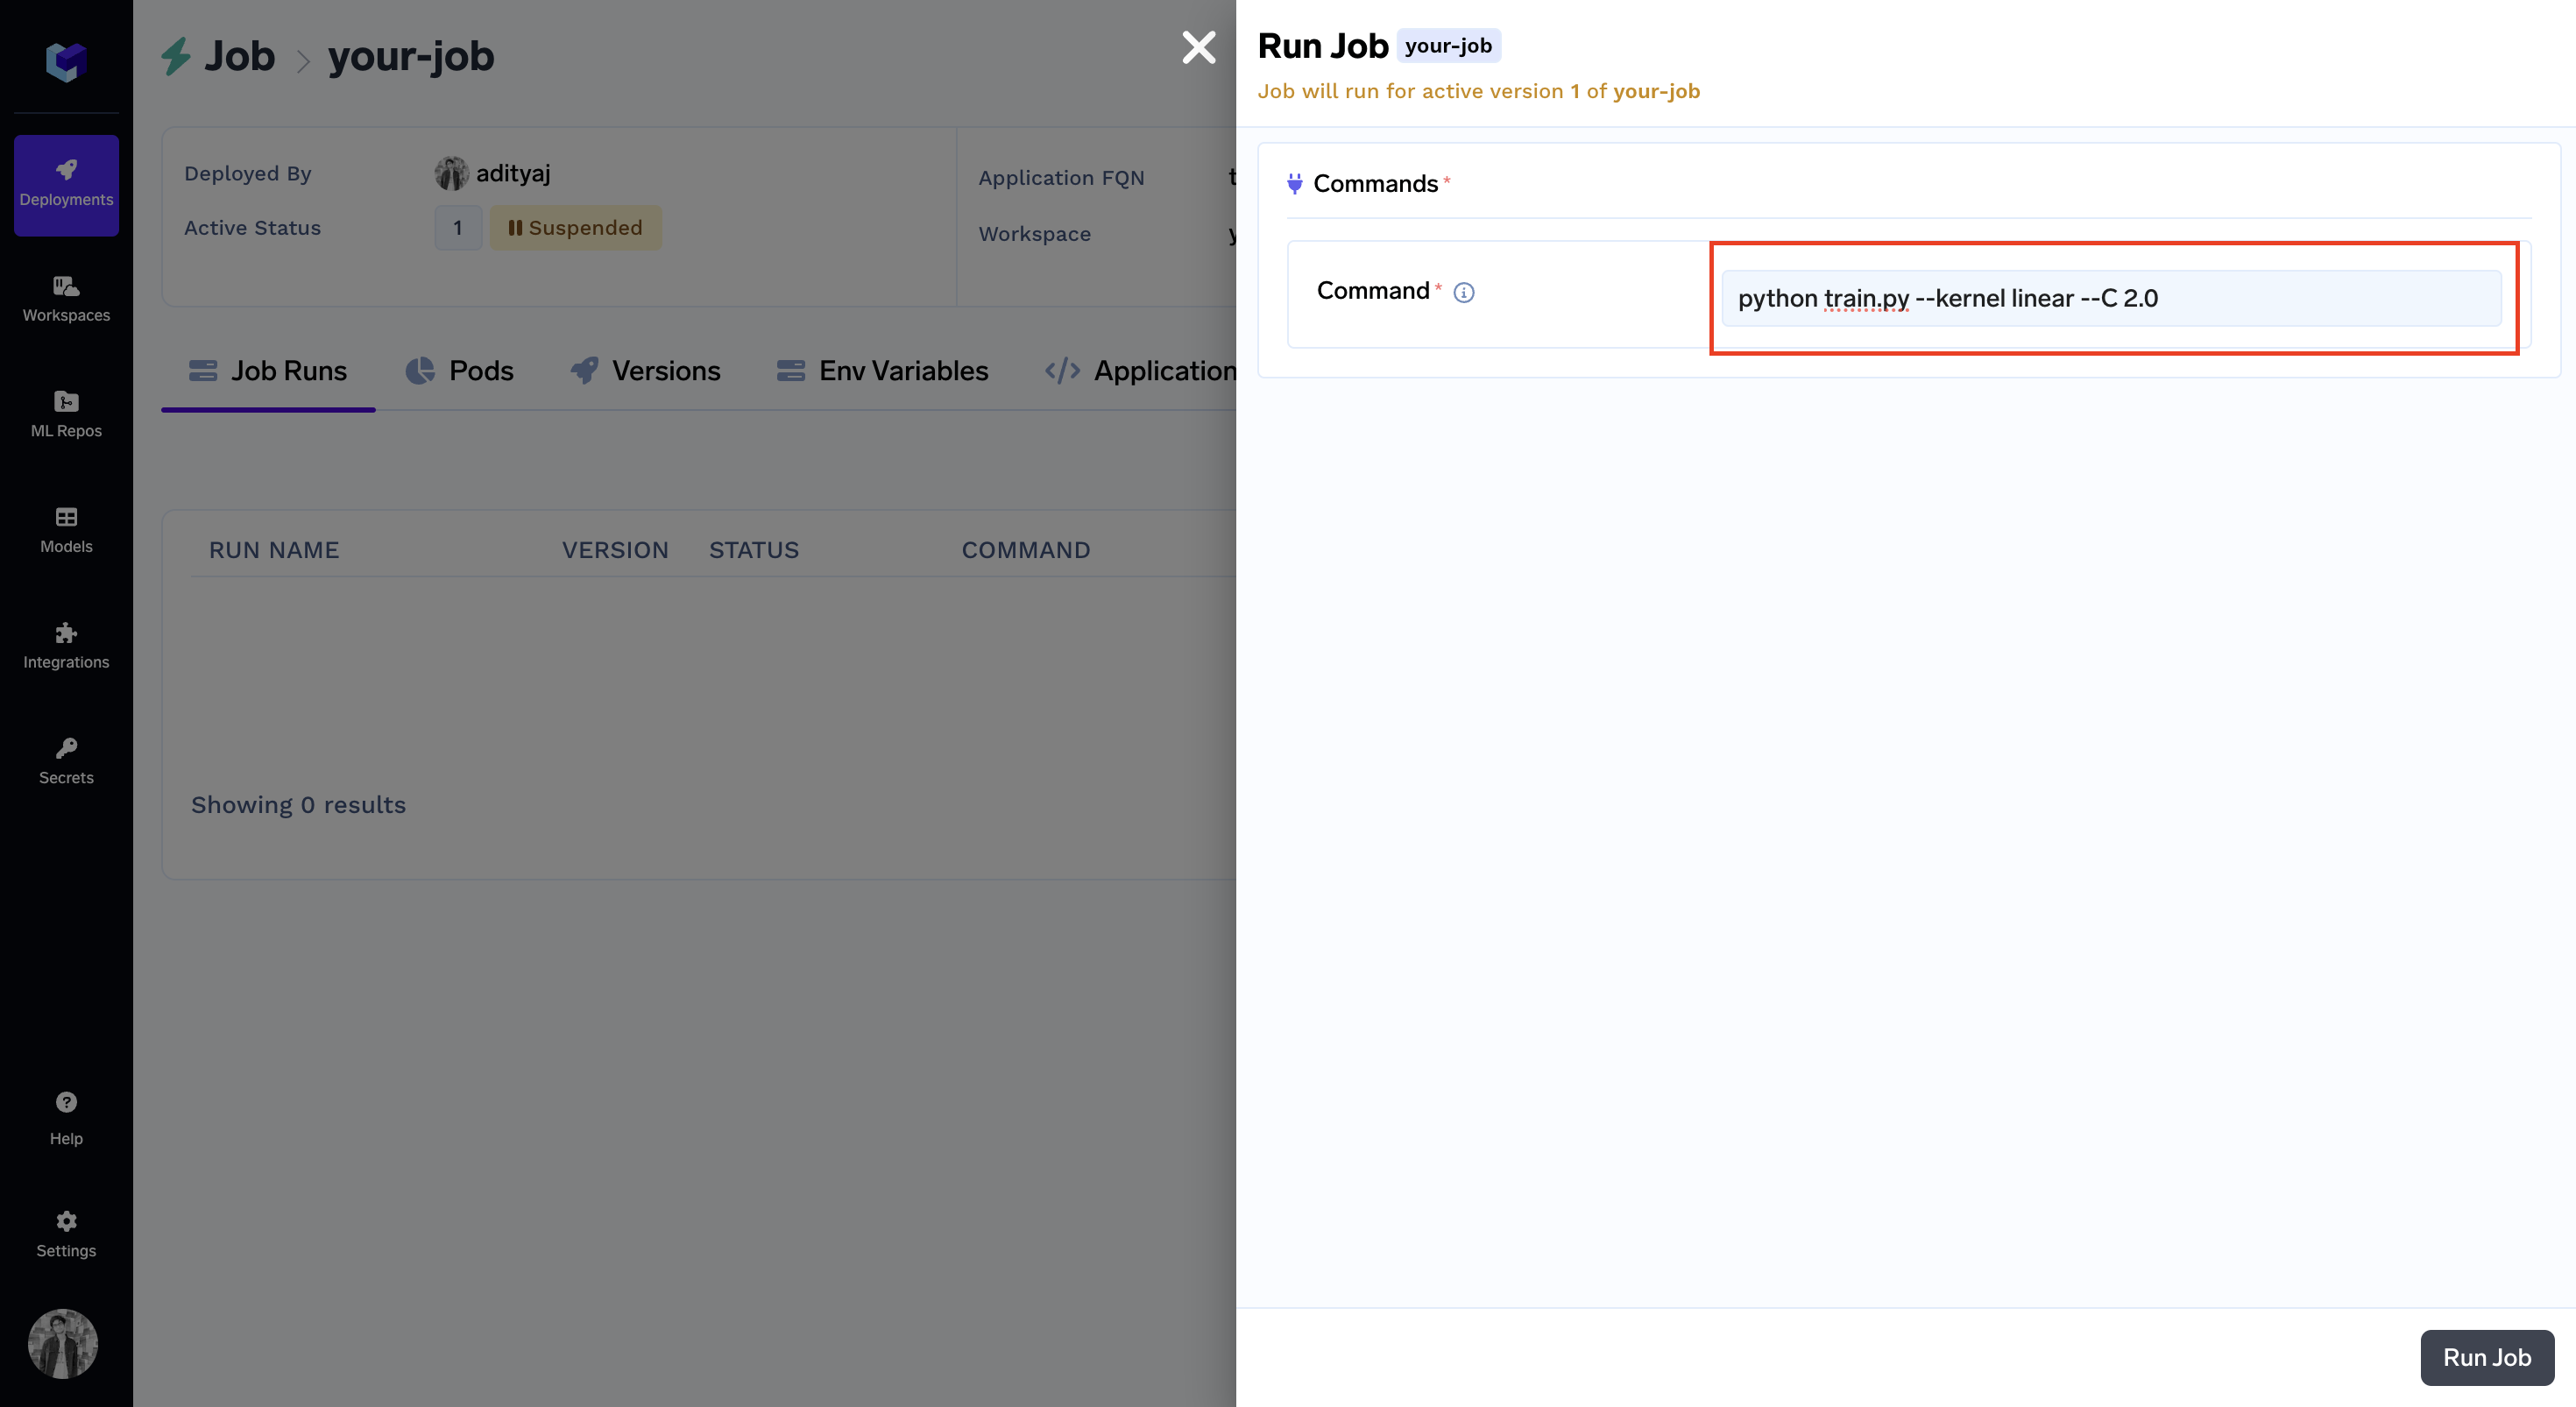 Deployments
Workspaces
ML Repos
Models
Integrations
Secrets
Help
Settings
Job > your-job
Deployed By adityaj
Active Status 1 Suspended
Application FQN
Workspace
Job Runs Pods Versions Env Variables </> Application
RUN NAME VERSION STATUS COMMAND
Showing 0 results
Run Job your-job
Job will run for active version 1 of your-job
Commands *
Command *
python train.py --kernel linear --C 2.0
Run Job